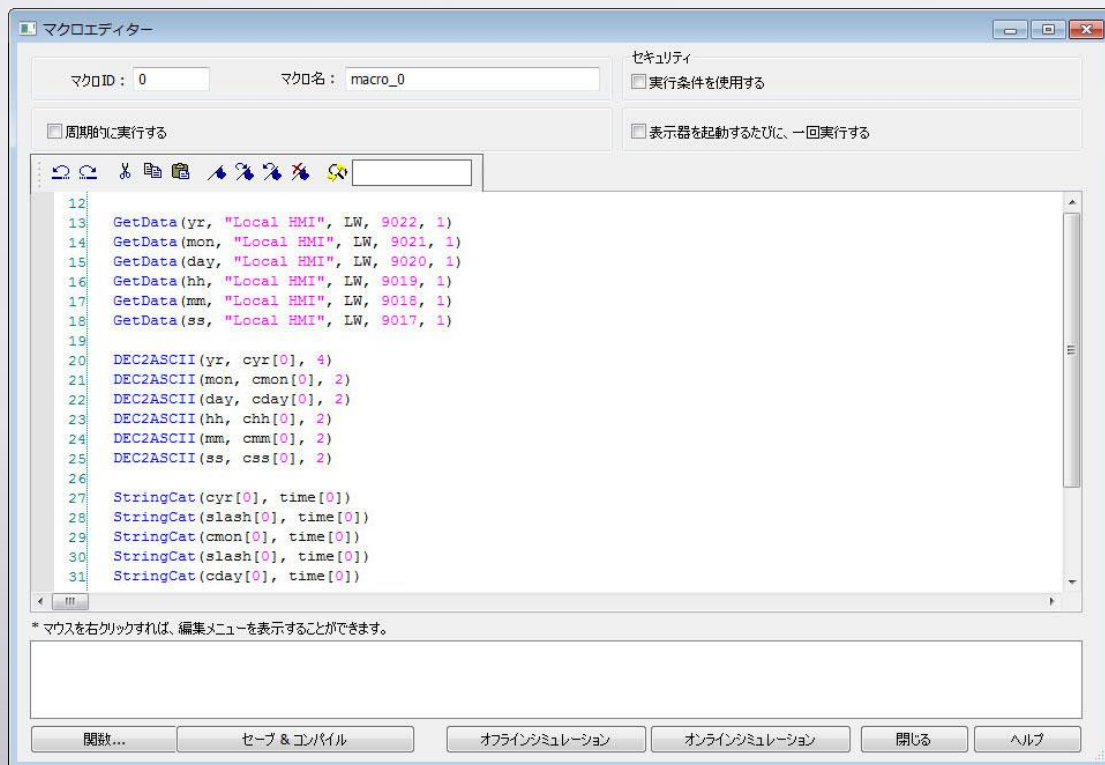 マクロエディター
セキュリティ
マクロID： 0 マクロ名： macro_0
実行条件を使用する
周期的に実行する
表示器を起動するたびに、一回実行する
12
13 GetData(yr, "Local HMI", LW, 9022, 1)
14 GetData(mon, "Local HMI", LW, 9021, 1)
15 GetData(day, "Local HMI", LW, 9020, 1)
16 GetData(hh, "Local HMI", LW, 9019, 1)
17 GetData(mm, "Local HMI", LW, 9018, 1)
18 GetData(ss, "Local HMI", LW, 9017, 1)
19
20 DEC2ASCII(yr, cyr[0], 4)
21 DEC2ASCII(mon, cmon[0], 2)
22 DEC2ASCII(day, cday[0], 2)
23 DEC2ASCII(hh, chh[0], 2)
24 DEC2ASCII(mm, cmm[0], 2)
25 DEC2ASCII(ss, css[0], 2)
26
27 StringCat(cyr[0], time[0])
28 StringCat(slash[0], time[0])
29 StringCat(cmon[0], time[0])
30 StringCat(slash[0], time[0])
31 StringCat(cday[0], time[0])
* マウスを右クリックすれば、編集メニューを表示することができます。
関数... セーブ & コンパイル オフラインシミュレーション オンラインシミュレーション 閉じる ヘルプ